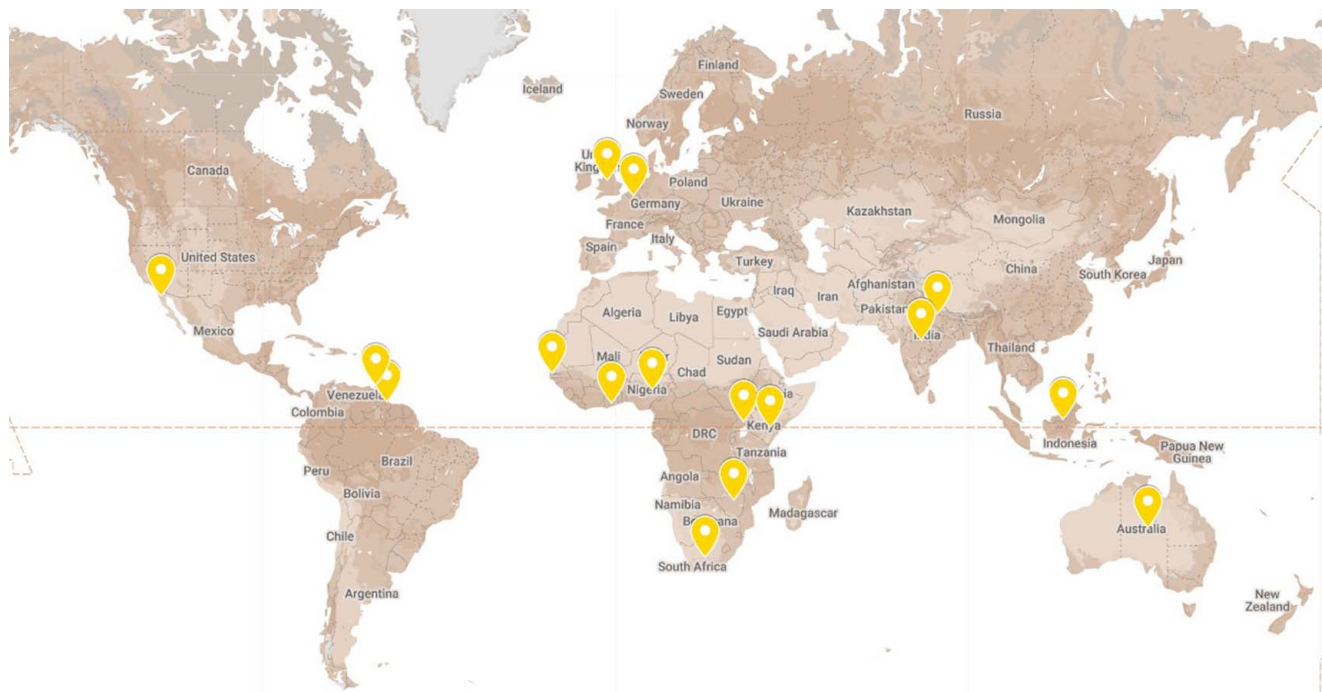 Finland
Iceland
Sweden
Russia
Norway
Canada
Poland
Ukraine
Germany
Kazakhstan
Mongolia
France
Italy
Spain
United States
Turkey
Japan
China
South Korea
Afghanistan
Iraq
Iran
Pakistan
Algeria
Libya
Egypt
Saudi Arabia
Mexico
India
Thailand
Mali
Sudan
Chad
Nigeria
Venezuela
Colombia
Kenya
DRC
Indonesia
Papua New
Guinea
Tanzania
Brazil
Peru
Angola
Bolivia
Namibia
Madagascar
Botswana
Australia
Chile
South Africa
Argentina
New
Zealand